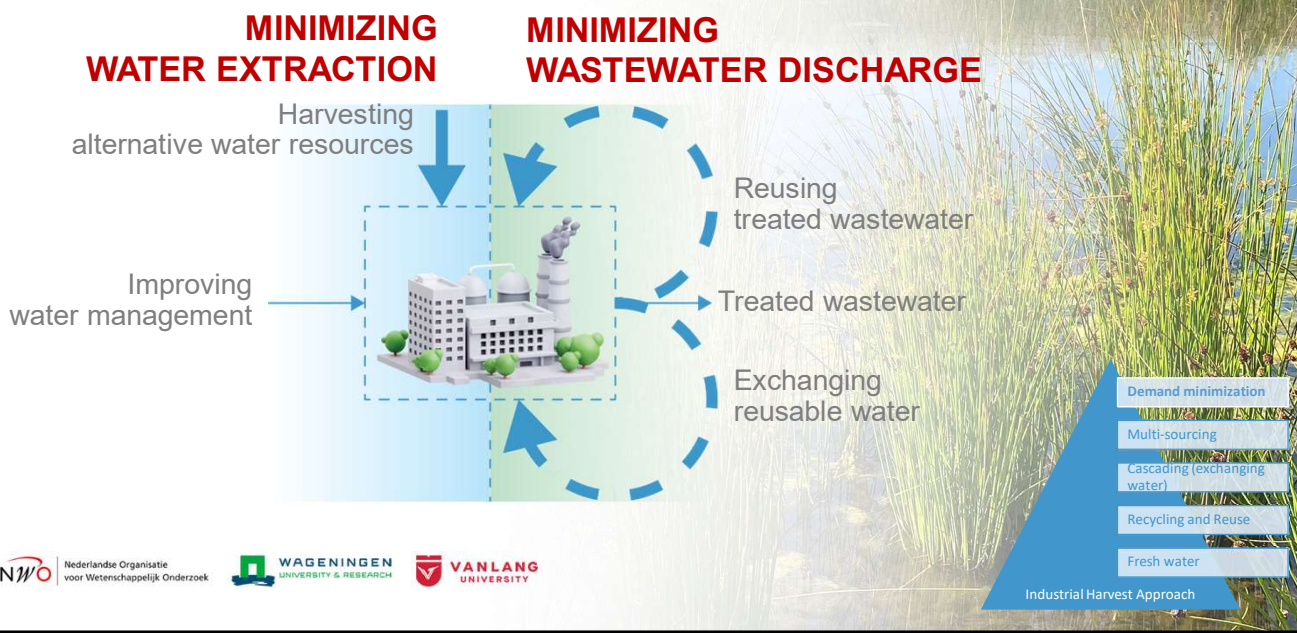 MINIMIZING
WATER EXTRACTION
MINIMIZING
WASTEWATER DISCHARGE
Harvesting
alternative water resources
Reusing
treated wastewater
Improving
water management
Treated wastewater
Exchanging
reusable water
Demand minimization
Multi-sourcing
Cascading (exchanging
water)
Recycling and Reuse
Fresh water
Industrial Harvest Approach
NWO
Nederlandse Organisatie
voor Wetenschappelijk Onderzoek
WAGENINGEN
UNIVERSITY & RESEARCH
VANLANG
UNIVERSITY